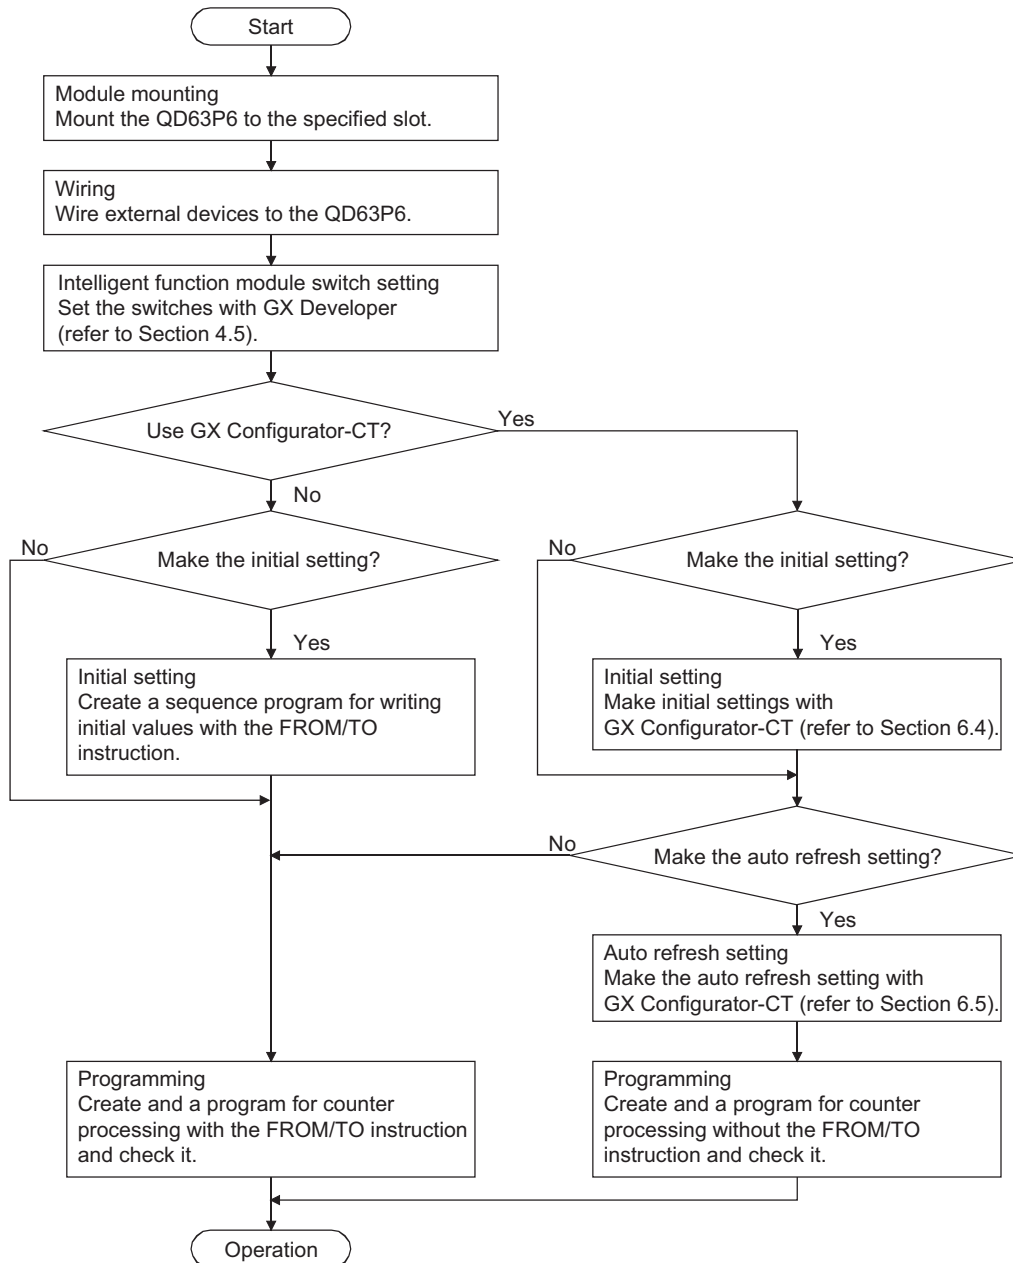 Start
Module mounting
Mount the QD63P6 to the specified slot.
Wiring
Wire external devices to the QD63P6.
Intelligent function module switch setting
Set the switches with GX Developer
(refer to Section 4.5).
Use GX Configurator-CT?
Yes
No
No
Make the initial setting?
Yes
Initial setting
Create a sequence program for writing
initial values with the FROM/TO
instruction.
No
Make the initial setting?
Yes
Initial setting
Make initial settings with
GX Configurator-CT (refer to Section 6.4).
No
Make the auto refresh setting?
Yes
Auto refresh setting
Make the auto refresh setting with
GX Configurator-CT (refer to Section 6.5).
Programming
Create and a program for counter
processing with the FROM/TO instruction
and check it.
Programming
Create and a program for counter
processing without the FROM/TO
instruction and check it.
Operation